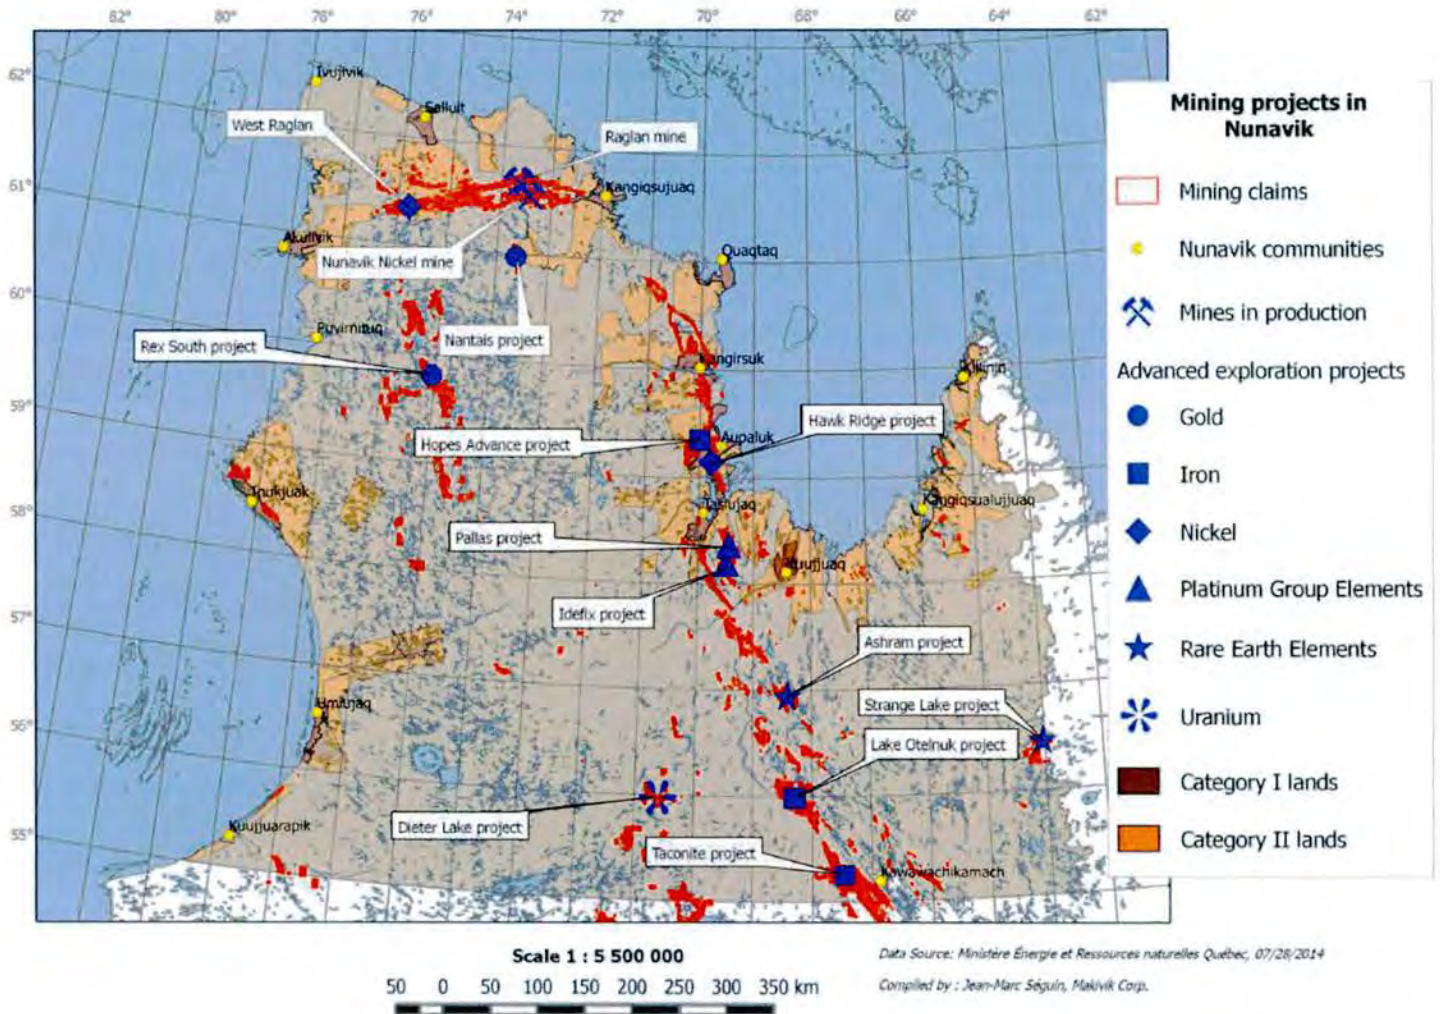 82°
80°
78°
76°
74°
72°
70°
68°
66°
64°
62°
62°
61°
60°
59°
58°
57°
56°
55°
Ivujivik
Salluit
West Raglan
Raglan mine
Kangiqsujuaq
Akulivik
Nunavik Nickel mine
Quaqtaq
Puvirnituq
Nantais project
Rex South project
Kangirsuk
Killiniq
Hawk Ridge project
Hopes Advance project
Aupaluk
Inukjuak
Tasiujaq
Kangiqsualujjuaq
Pallas project
Kuujjuaq
Idefix project
Ashram project
Strange Lake project
Umiujaq
Lake Otelnuk project
Dieter Lake project
Kuujjuarapik
Taconite project
Kawawachikamach
Mining projects in
Nunavik
Mining claims
Nunavik communities
Mines in production
Advanced exploration projects
Gold
Iron
Nickel
Platinum Group Elements
Rare Earth Elements
Uranium
Category I lands
Category II lands
Scale 1 : 5 500 000
50 0 50 100 150 200 250 300 350 km
Data Source: Ministère Énergie et Ressources naturelles Québec, 07/28/2014
Compiled by : Jean-Marc Séguin, Makivik Corp.